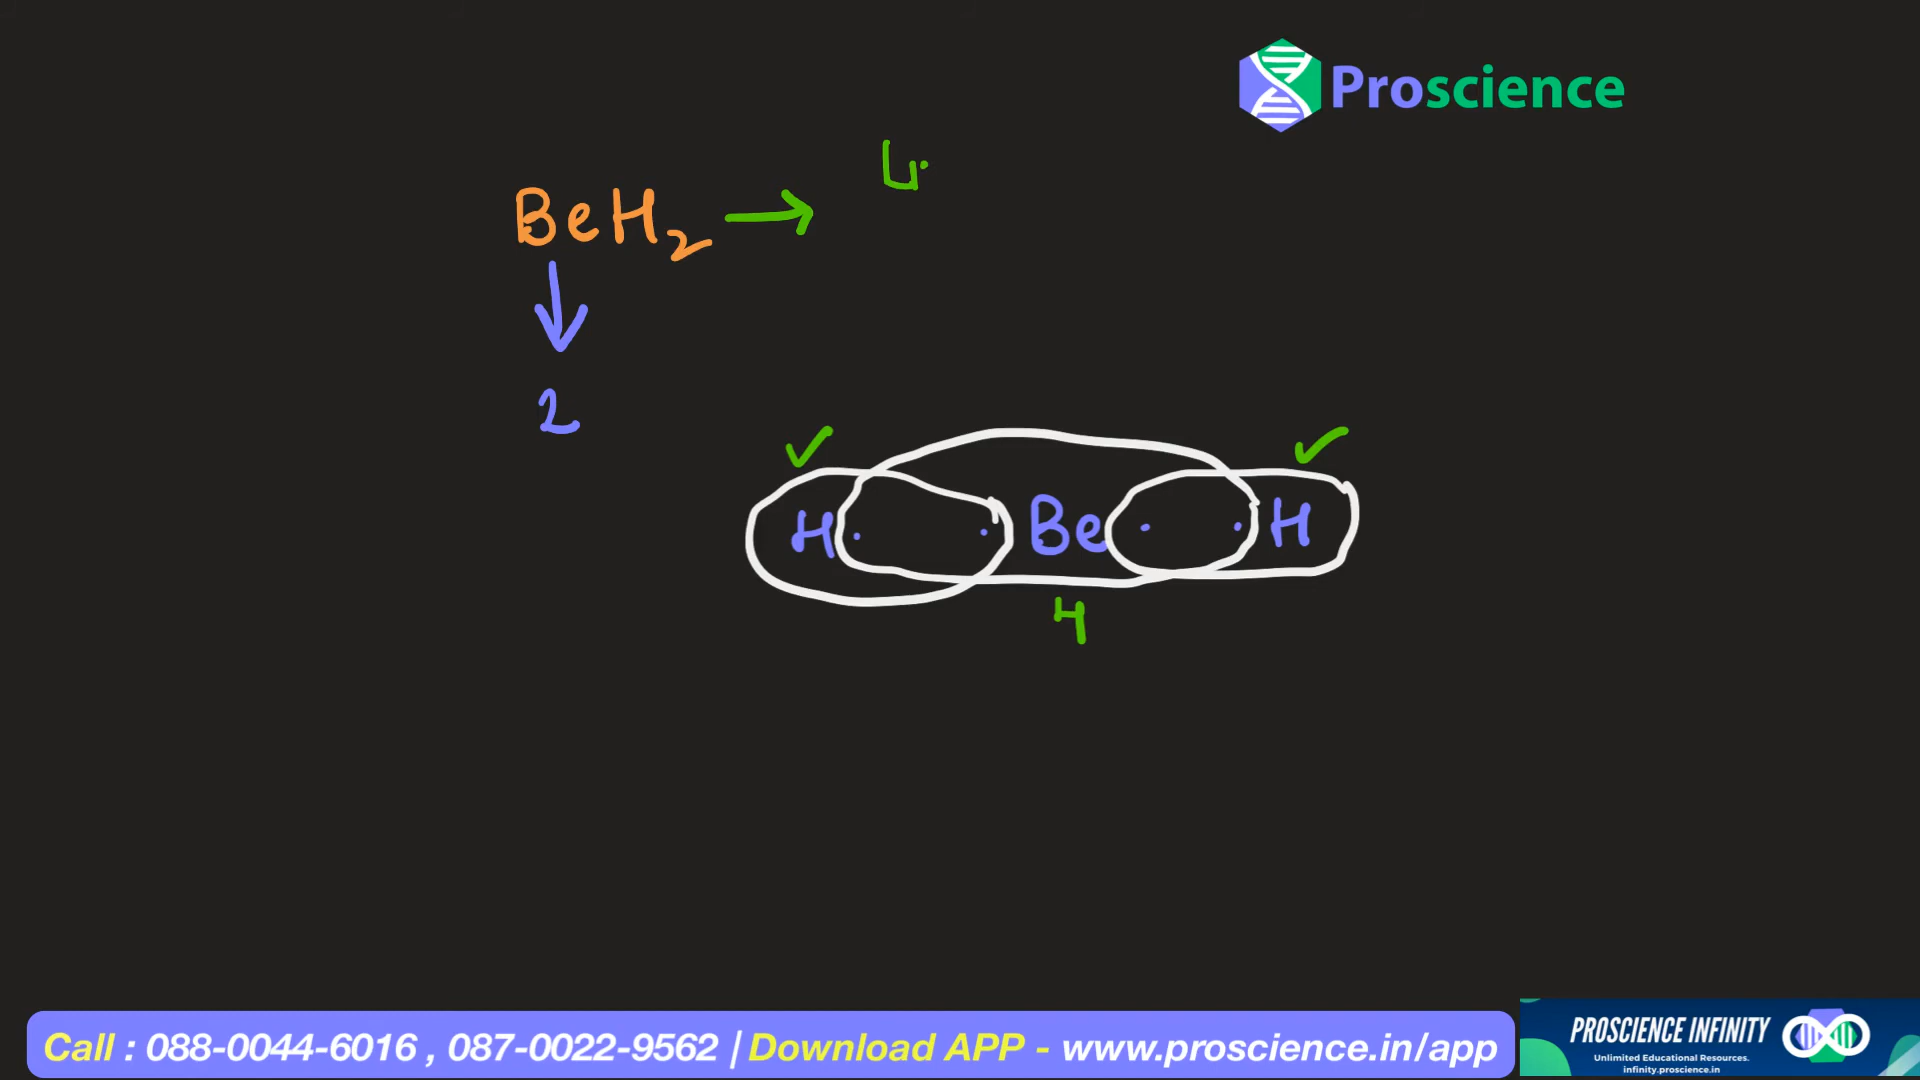 Proscience
BeH2 →
2
H · · Be · · H
4
Call : 088-0044-6016 , 087-0022-9562 | Download APP - www.proscience.in/app
PROSCIENCE INFINITY
Unlimited Educational Resources.
infinity.proscience.in